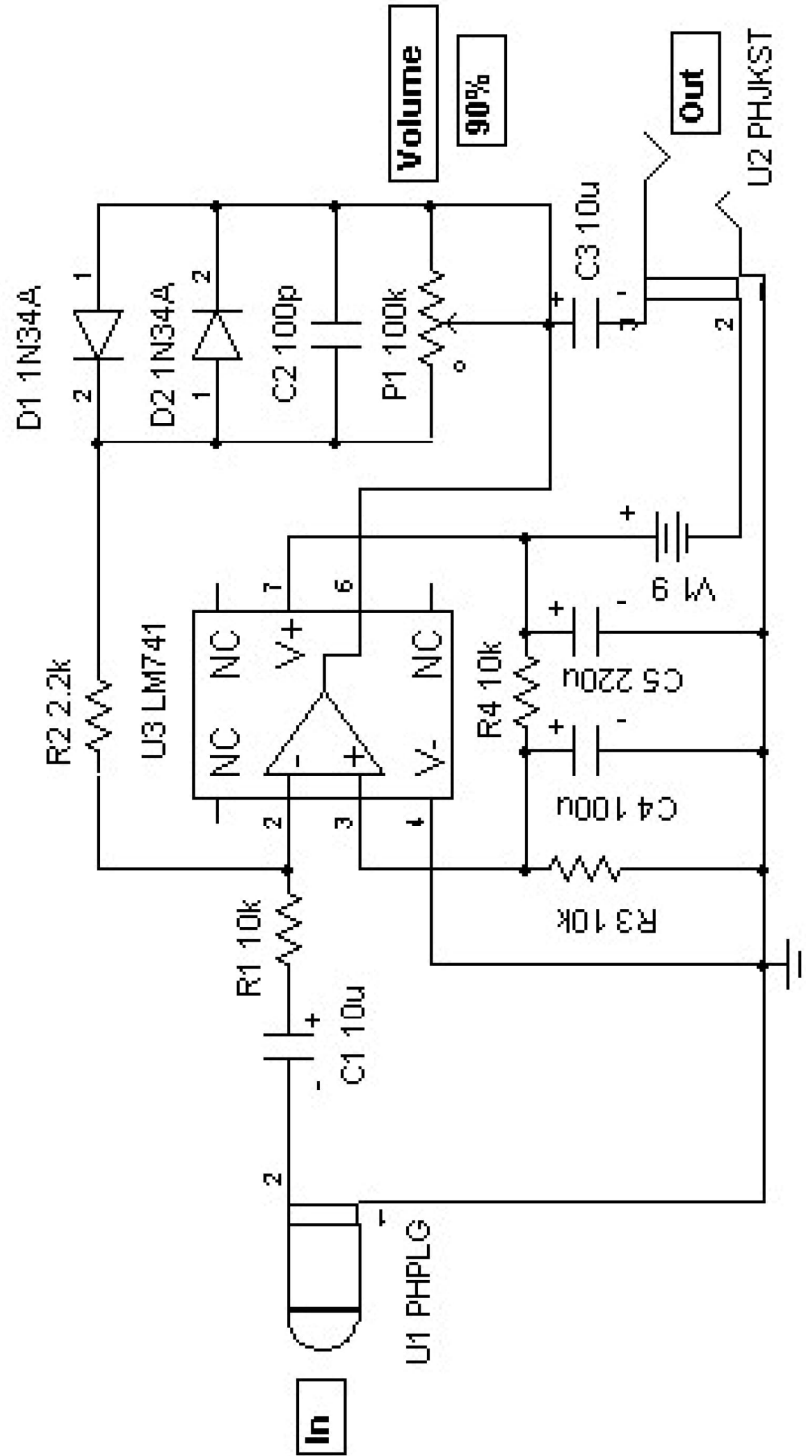 D1 1N34A
2 1
D2 1N34A
1 2
C2 100p
P1 100k
Volume
90%
R2 2.2k
U3 LM741
NC NC
V+
7
2 -
6
3 +
V- NC
4
R1 10k
C1 10u
- +
In
2
1
U1 PHPLG
R4 10k
R3 10k
C4 100u
+
-
C5 220u
+
-
V1 9
+
C3 10u
+
-
3
2
1
Out
U2 PHJKST